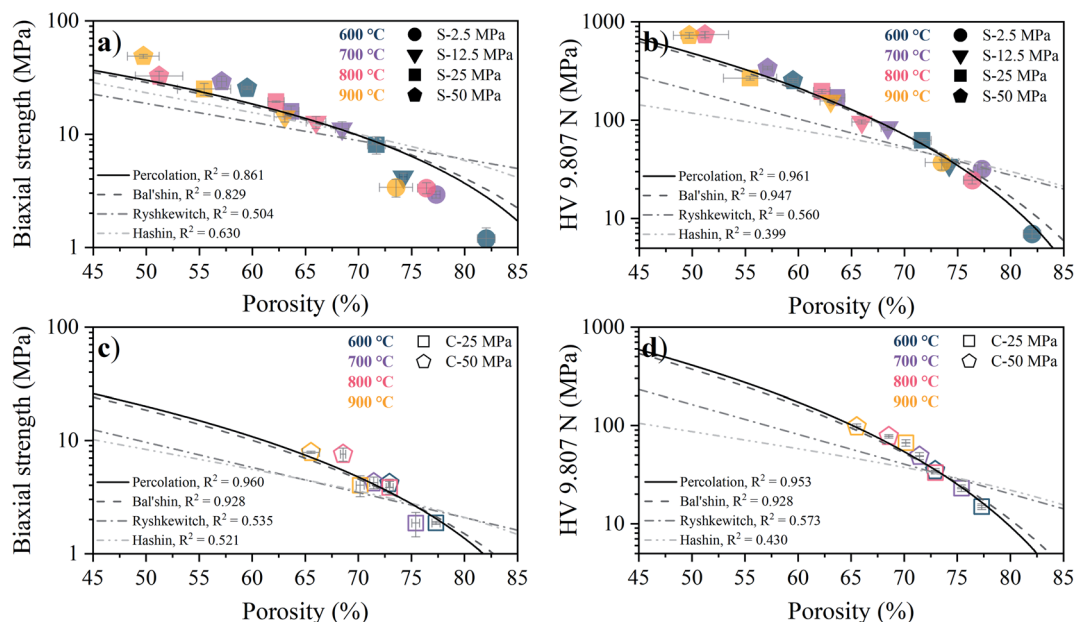 a)
Biaxial strength (MPa)
100
10
1
600 °C
700 °C
800 °C
900 °C
S-2.5 MPa
S-12.5 MPa
S-25 MPa
S-50 MPa
Percolation, R² = 0.861
Bal'shin, R² = 0.829
Ryshkewitch, R² = 0.504
Hashin, R² = 0.630
45 50 55 60 65 70 75 80 85
Porosity (%)
b)
HV 9.807 N (MPa)
1000
100
10
600 °C
700 °C
800 °C
900 °C
S-2.5 MPa
S-12.5 MPa
S-25 MPa
S-50 MPa
Percolation, R² = 0.961
Bal'shin, R² = 0.947
Ryshkewitch, R² = 0.560
Hashin, R² = 0.399
45 50 55 60 65 70 75 80 85
Porosity (%)
c)
Biaxial strength (MPa)
100
10
1
600 °C
700 °C
800 °C
900 °C
C-25 MPa
C-50 MPa
Percolation, R² = 0.960
Bal'shin, R² = 0.928
Ryshkewitch, R² = 0.535
Hashin, R² = 0.521
45 50 55 60 65 70 75 80 85
Porosity (%)
d)
HV 9.807 N (MPa)
1000
100
10
600 °C
700 °C
800 °C
900 °C
C-25 MPa
C-50 MPa
Percolation, R² = 0.953
Bal'shin, R² = 0.928
Ryshkewitch, R² = 0.573
Hashin, R² = 0.430
45 50 55 60 65 70 75 80 85
Porosity (%)